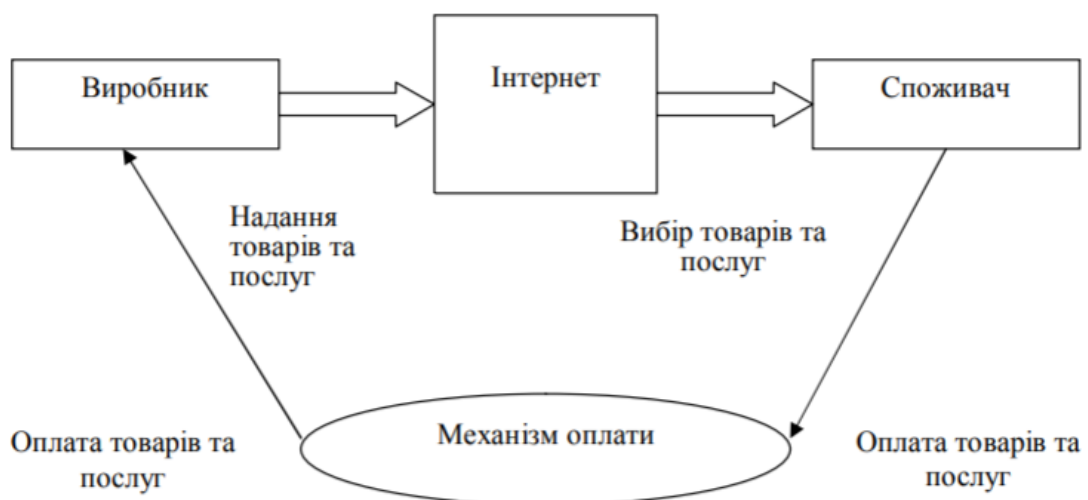 Виробник
Інтернет
Споживач
Надання
товарів та
послуг
Вибір товарів та
послуг
Механізм оплати
Оплата товарів та
послуг
Оплата товарів та
послуг